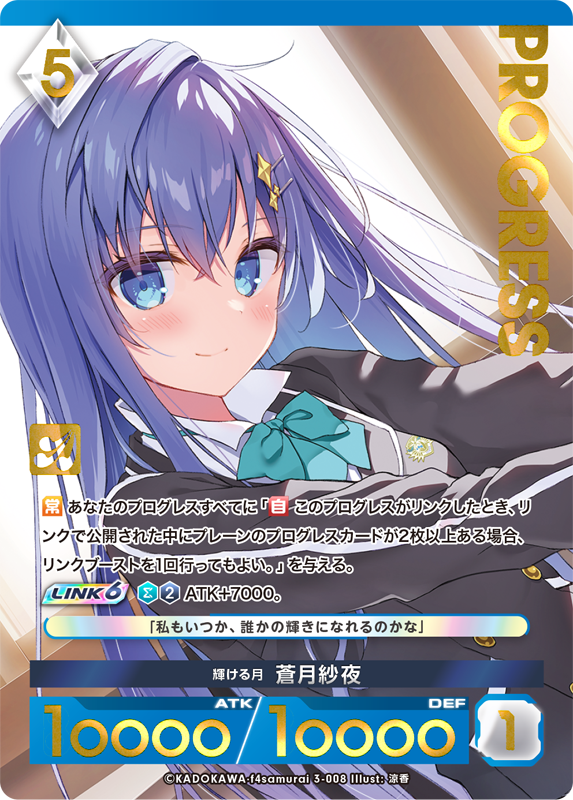 5
PROGRESS
常 あなたのプログレスすべてに「自 このプログレスがリンクしたとき、リ
ンクで公開された中にプレーンのプログレスカードが2枚以上ある場合、
リンクブーストを1回行ってもよい。」を与える。
LINK 6 Σ 2 ATK+7000。
「私もいつか、誰かの輝きになれるのかな」
輝ける月 蒼月紗夜
ATK DEF
10000/10000 1
©KADOKAWA・f4samurai 3-008 Illust: 涼香